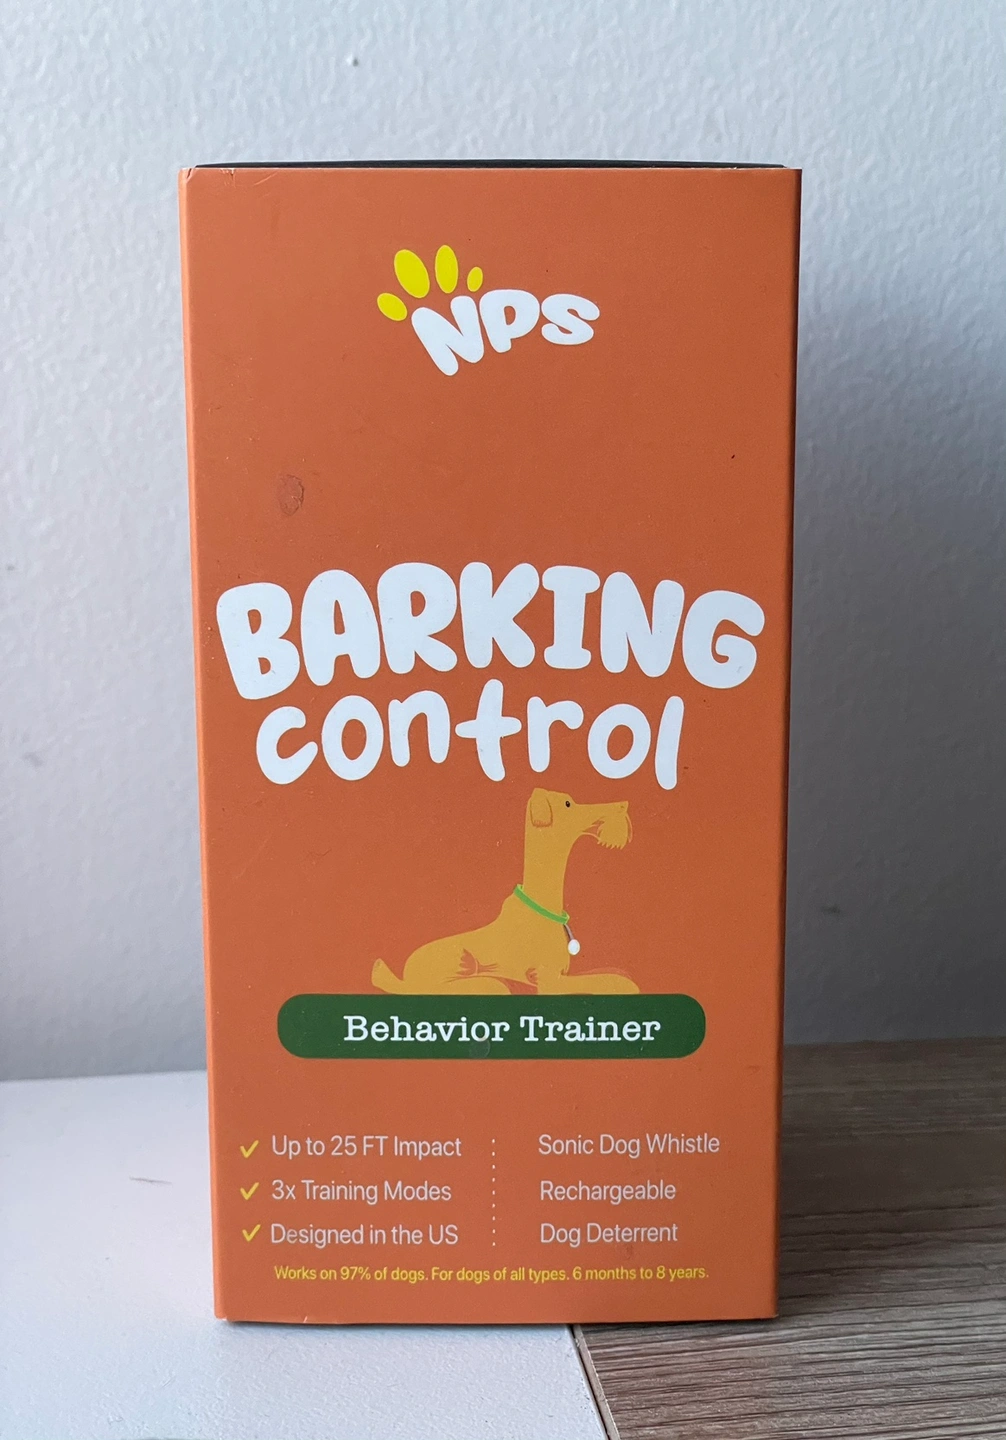 NPS
BARKING
control
Behavior Trainer
Up to 25 FT Impact
Sonic Dog Whistle
3x Training Modes
Rechargeable
Designed in the US
Dog Deterrent
Works on 97% of dogs. For dogs of all types. 6 months to 8 years.